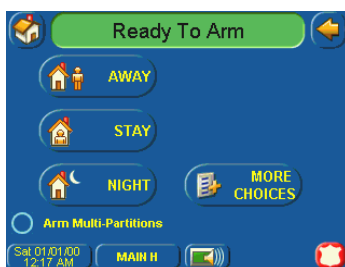 Ready To Arm
AWAY
STAY
NIGHT
MORE
CHOICES
Arm Multi-Partitions
Sat 01/01/00
12:17 AM
MAIN H